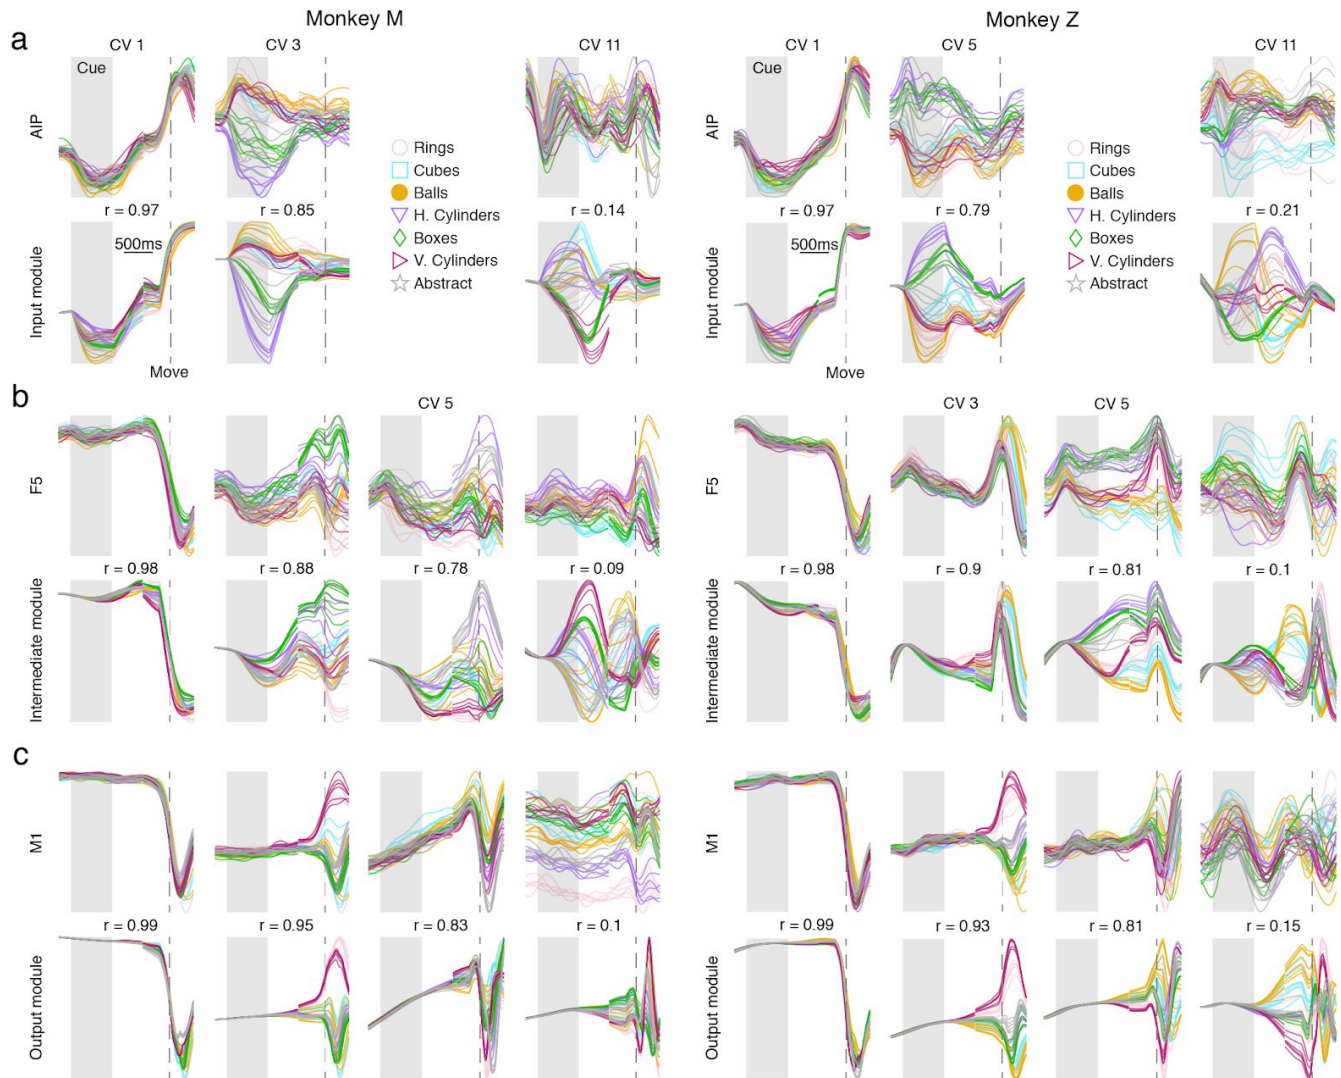 Monkey M
Monkey Z
a
CV 1
CV 3
CV 11
CV 1
CV 5
CV 11
Cue
Cue
AIP
AIP
Rings
Cubes
Balls
H. Cylinders
Boxes
V. Cylinders
Abstract
Rings
Cubes
Balls
H. Cylinders
Boxes
V. Cylinders
Abstract
r = 0.97
r = 0.85
r = 0.14
r = 0.97
r = 0.79
r = 0.21
500ms
500ms
Input module
Input module
Move
Move
b
CV 5
CV 3
CV 5
F5
F5
r = 0.98
r = 0.88
r = 0.78
r = 0.09
r = 0.98
r = 0.9
r = 0.81
r = 0.1
Intermediate module
Intermediate module
c
M1
M1
r = 0.99
r = 0.95
r = 0.83
r = 0.1
r = 0.99
r = 0.93
r = 0.81
r = 0.15
Output module
Output module